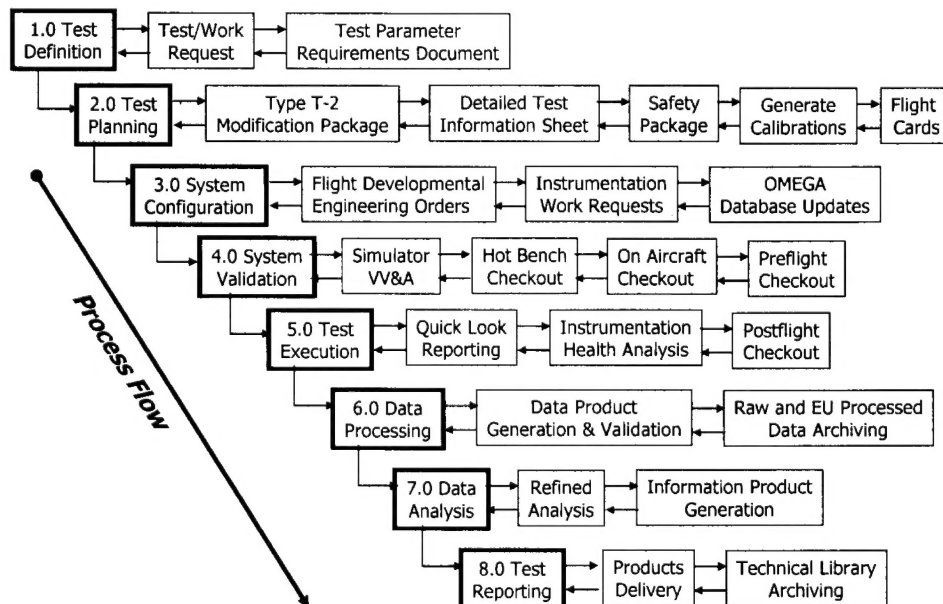 1.0 Test
Definition
Test/Work
Request
Test Parameter
Requirements Document
2.0 Test
Planning
Type T-2
Modification Package
Detailed Test
Information Sheet
Safety
Package
Generate
Calibrations
Flight
Cards
3.0 System
Configuration
Flight Developmental
Engineering Orders
Instrumentation
Work Requests
OMEGA
Database Updates
4.0 System
Validation
Simulator
VV&A
Hot Bench
Checkout
On Aircraft
Checkout
Preflight
Checkout
Process Flow
5.0 Test
Execution
Quick Look
Reporting
Instrumentation
Health Analysis
Postflight
Checkout
6.0 Data
Processing
Data Product
Generation & Validation
Raw and EU Processed
Data Archiving
7.0 Data
Analysis
Refined
Analysis
Information Product
Generation
8.0 Test
Reporting
Products
Delivery
Technical Library
Archiving